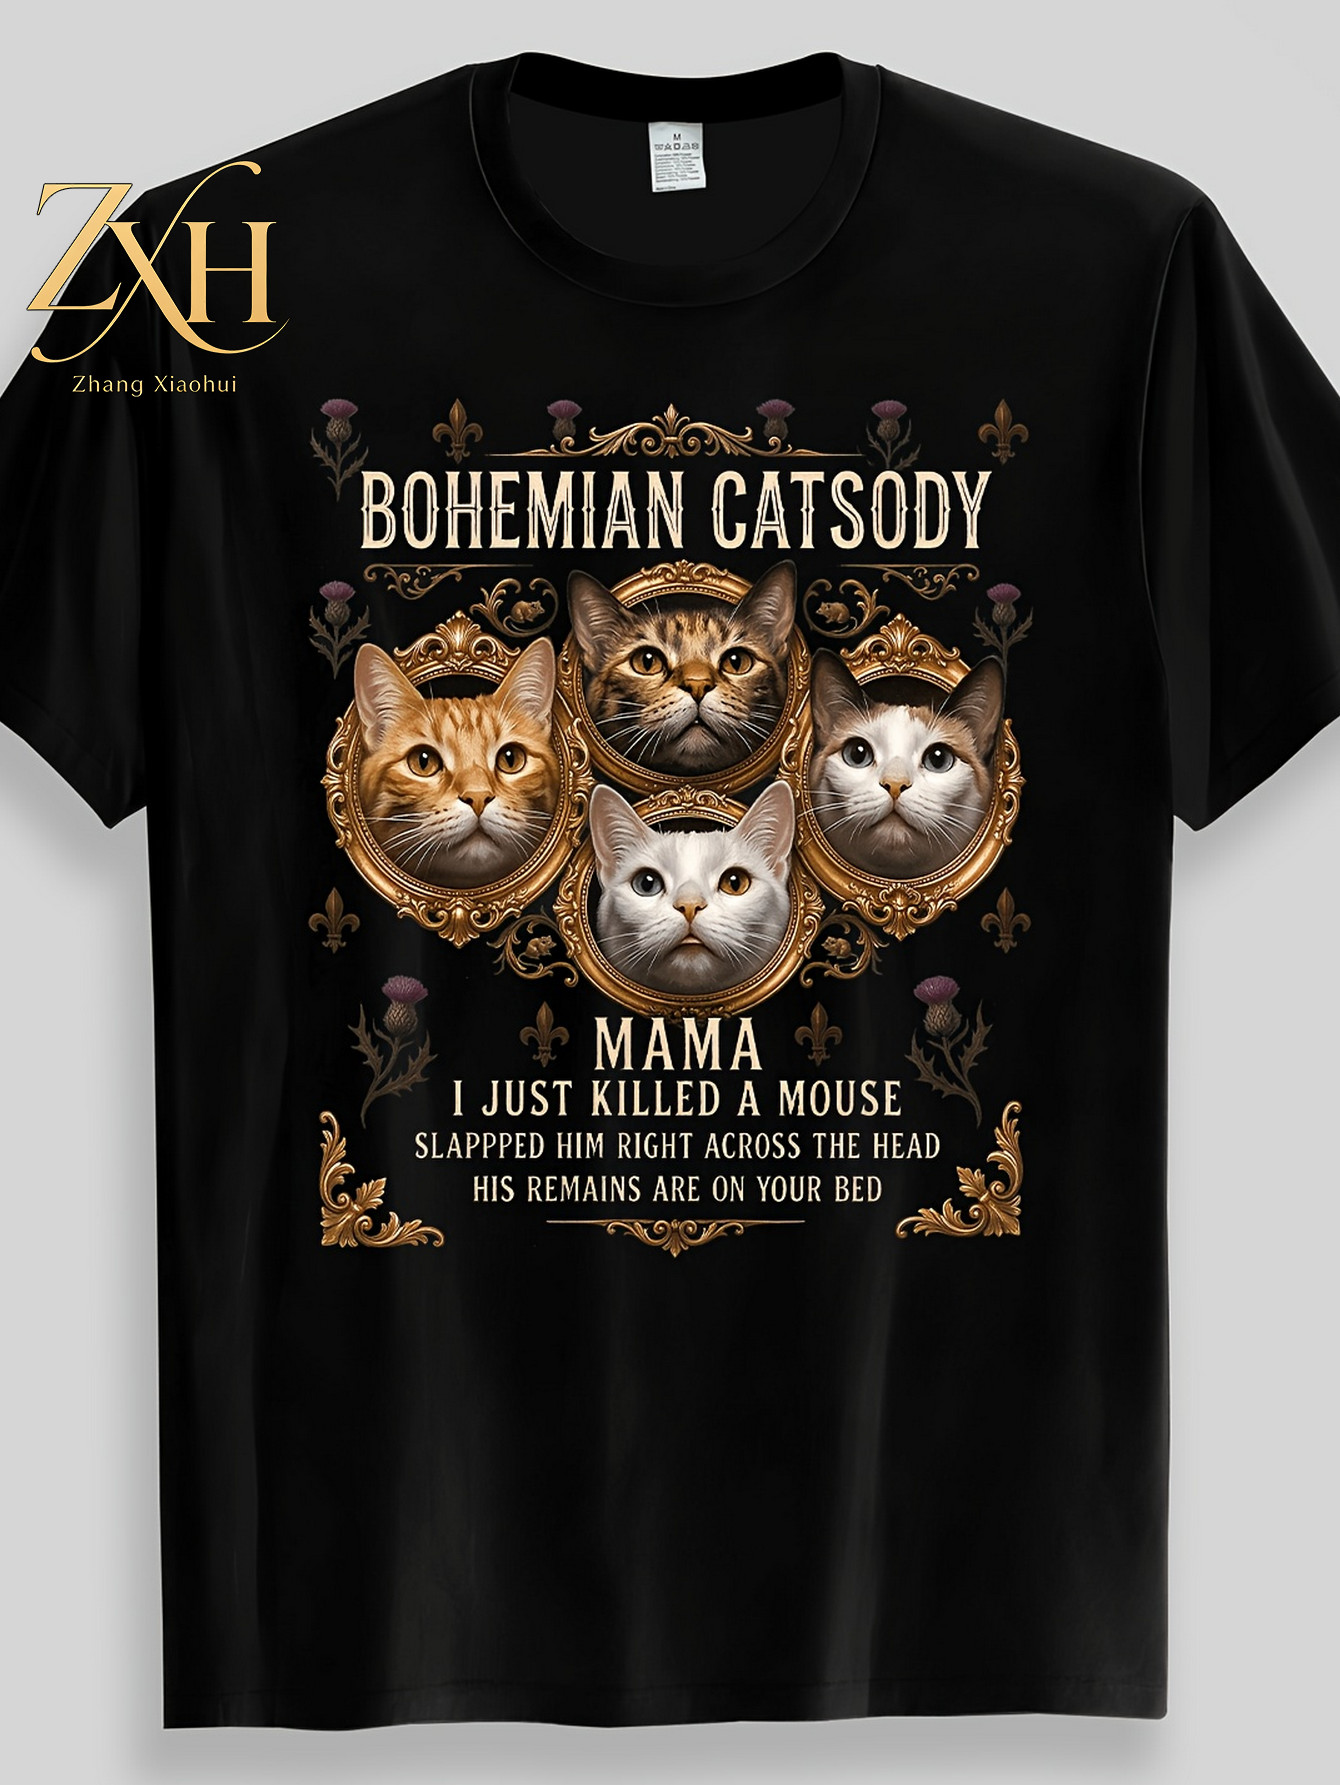 M
ZXH
Zhang Xiaohui
BOHEMIAN CATSODY
MAMA
I JUST KILLED A MOUSE
SLAPPPED HIM RIGHT ACROSS THE HEAD
HIS REMAINS ARE ON YOUR BED